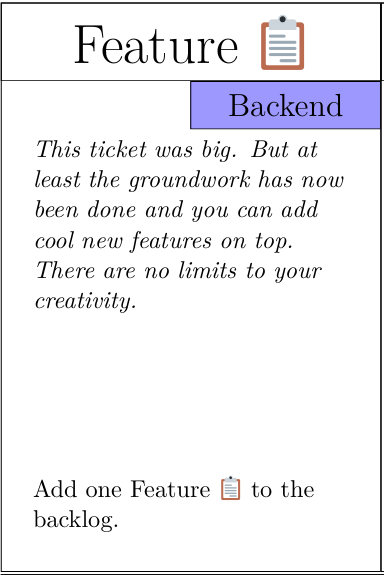 Feature 📋
Backend
This ticket was big. But at
least the groundwork has now
been done and you can add
cool new features on top.
There are no limits to your
creativity.
Add one Feature 📋 to the
backlog.